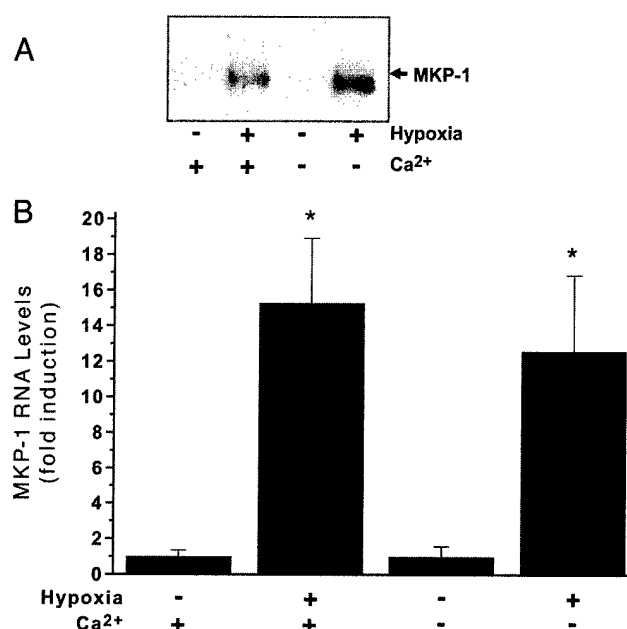 A
MKP-1
- + - + Hypoxia
+ + - - Ca²⁺
B
MKP-1 RNA Levels
(fold induction)
20
18
16
14
12
10
8
6
4
2
0
* *
Hypoxia - + - +
Ca²⁺ + + - -